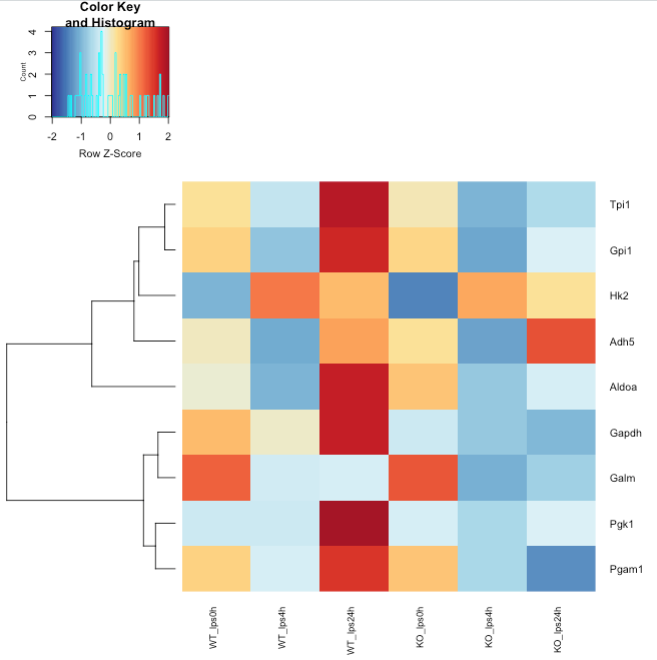 Color Key
and Histogram
Count
0 1 2 3 4
-2 -1 0 1 2
Row Z-Score
Tpi1
Gpi1
Hk2
Adh5
Aldoa
Gapdh
Galm
Pgk1
Pgam1
WT_lps0h
WT_lps4h
WT_lps24h
KO_lps0h
KO_lps4h
KO_lps24h